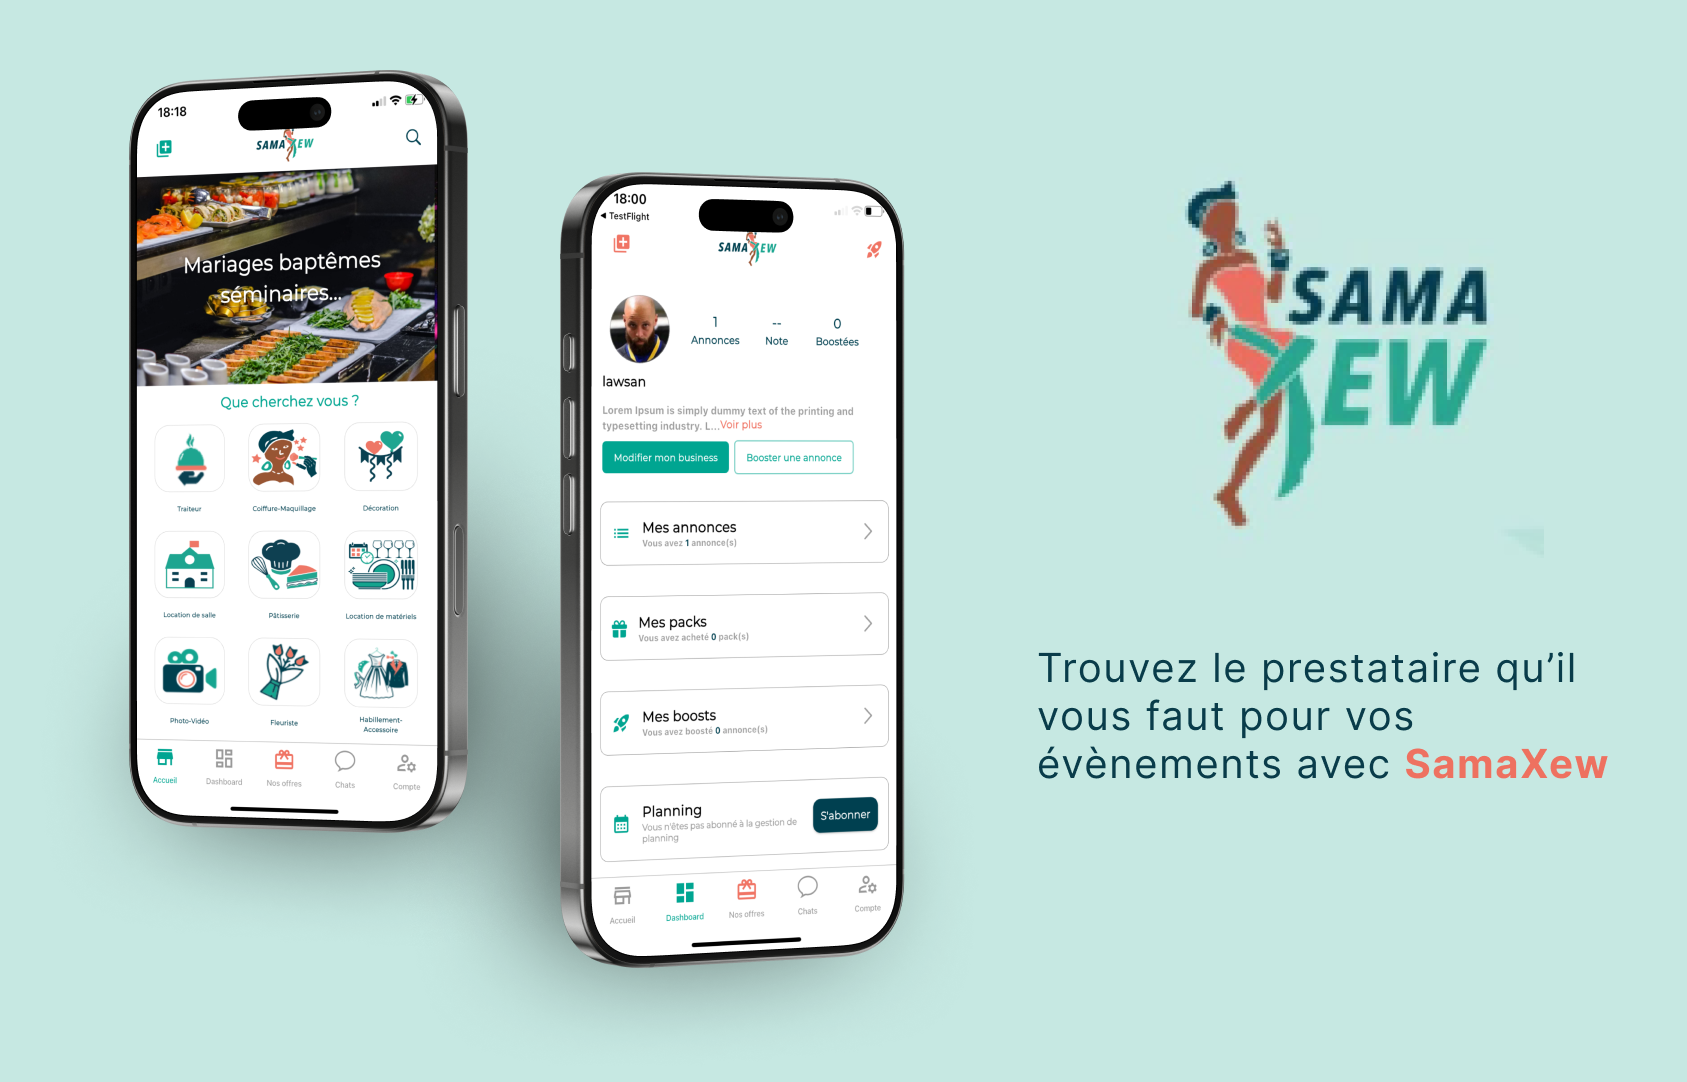 18:18
SAMA XEW
Mariages baptêmes
séminaires...
Que cherchez vous ?
Traiteur
Coiffure-Maquillage
Décoration
Location de salle
Pâtisserie
Location de matériels
Photo-Vidéo
Fleuriste
Habillement-
Accessoire
Accueil
Dashboard
Nos offres
Chats
Compte
18:00
TestFlight
SAMA XEW
1
--
0
Annonces
Note
Boostées
lawsan
Lorem Ipsum is simply dummy text of the printing and
typesetting industry. L...Voir plus
Modifier mon business
Booster une annonce
Mes annonces
Vous avez 1 annonce(s)
Mes packs
Vous avez acheté 0 pack(s)
Mes boosts
Vous avez boosté 0 annonce(s)
Planning
Vous n'êtes pas abonné à la gestion de
planning
S'abonner
Accueil
Dashboard
Nos offres
Chats
Compte
SAMA
XEW
Trouvez le prestataire qu’il
vous faut pour vos
évènements avec SamaXew